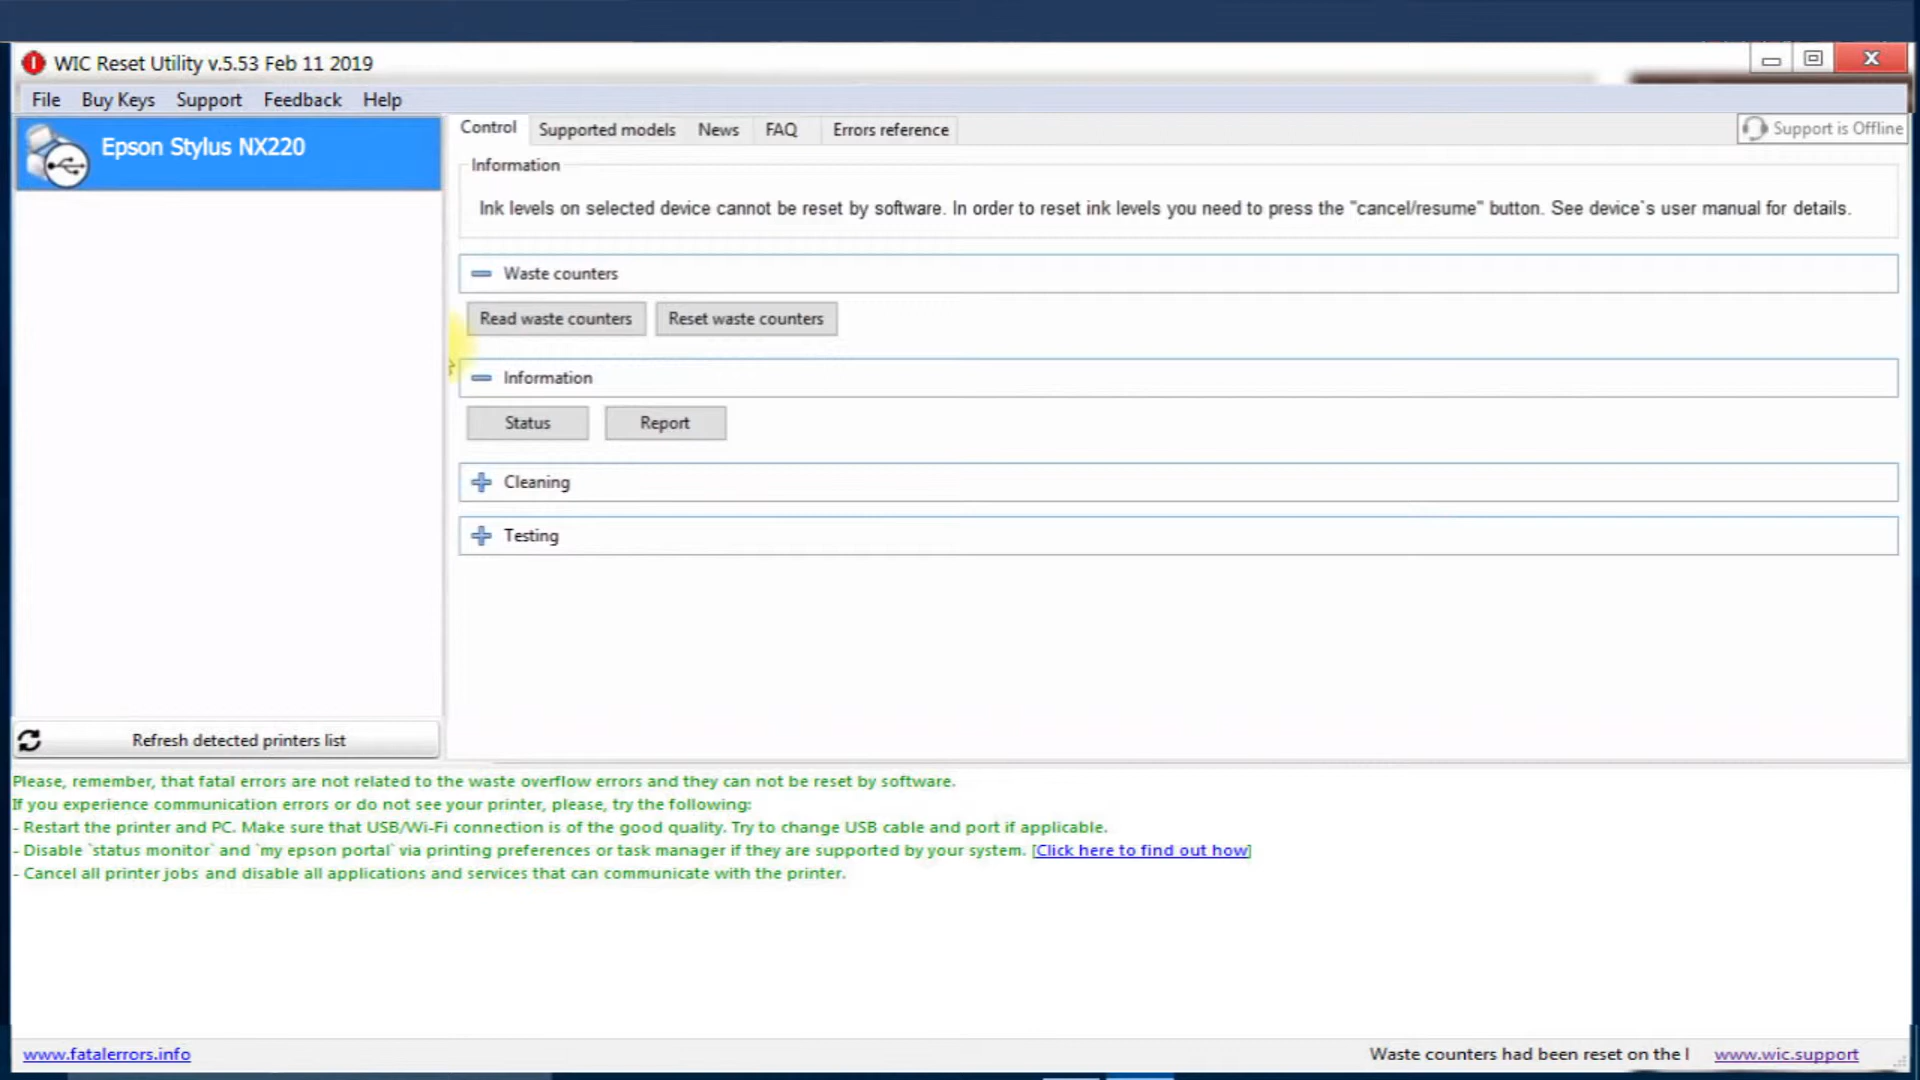 WIC Reset Utility v.5.53 Feb 11 2019
File Buy Keys Support Feedback Help
Epson Stylus NX220
Control Supported models News FAQ Errors reference
Support is Offline
Information
Ink levels on selected device cannot be reset by software. In order to reset ink levels you need to press the "cancel/resume" button. See device`s user manual for details.
Waste counters
Read waste counters Reset waste counters
Information
Status Report
Cleaning
Testing
Refresh detected printers list
Please, remember, that fatal errors are not related to the waste overflow errors and they can not be reset by software.
If you experience communication errors or do not see your printer, please, try the following:
- Restart the printer and PC. Make sure that USB/Wi-Fi connection is of the good quality. Try to change USB cable and port if applicable.
- Disable `status monitor` and `my epson portal` via printing preferences or task manager if they are supported by your system. [Click here to find out how]
- Cancel all printer jobs and disable all applications and services that can communicate with the printer.
www.fatalerrors.info Waste counters had been reset on the www.wic.support